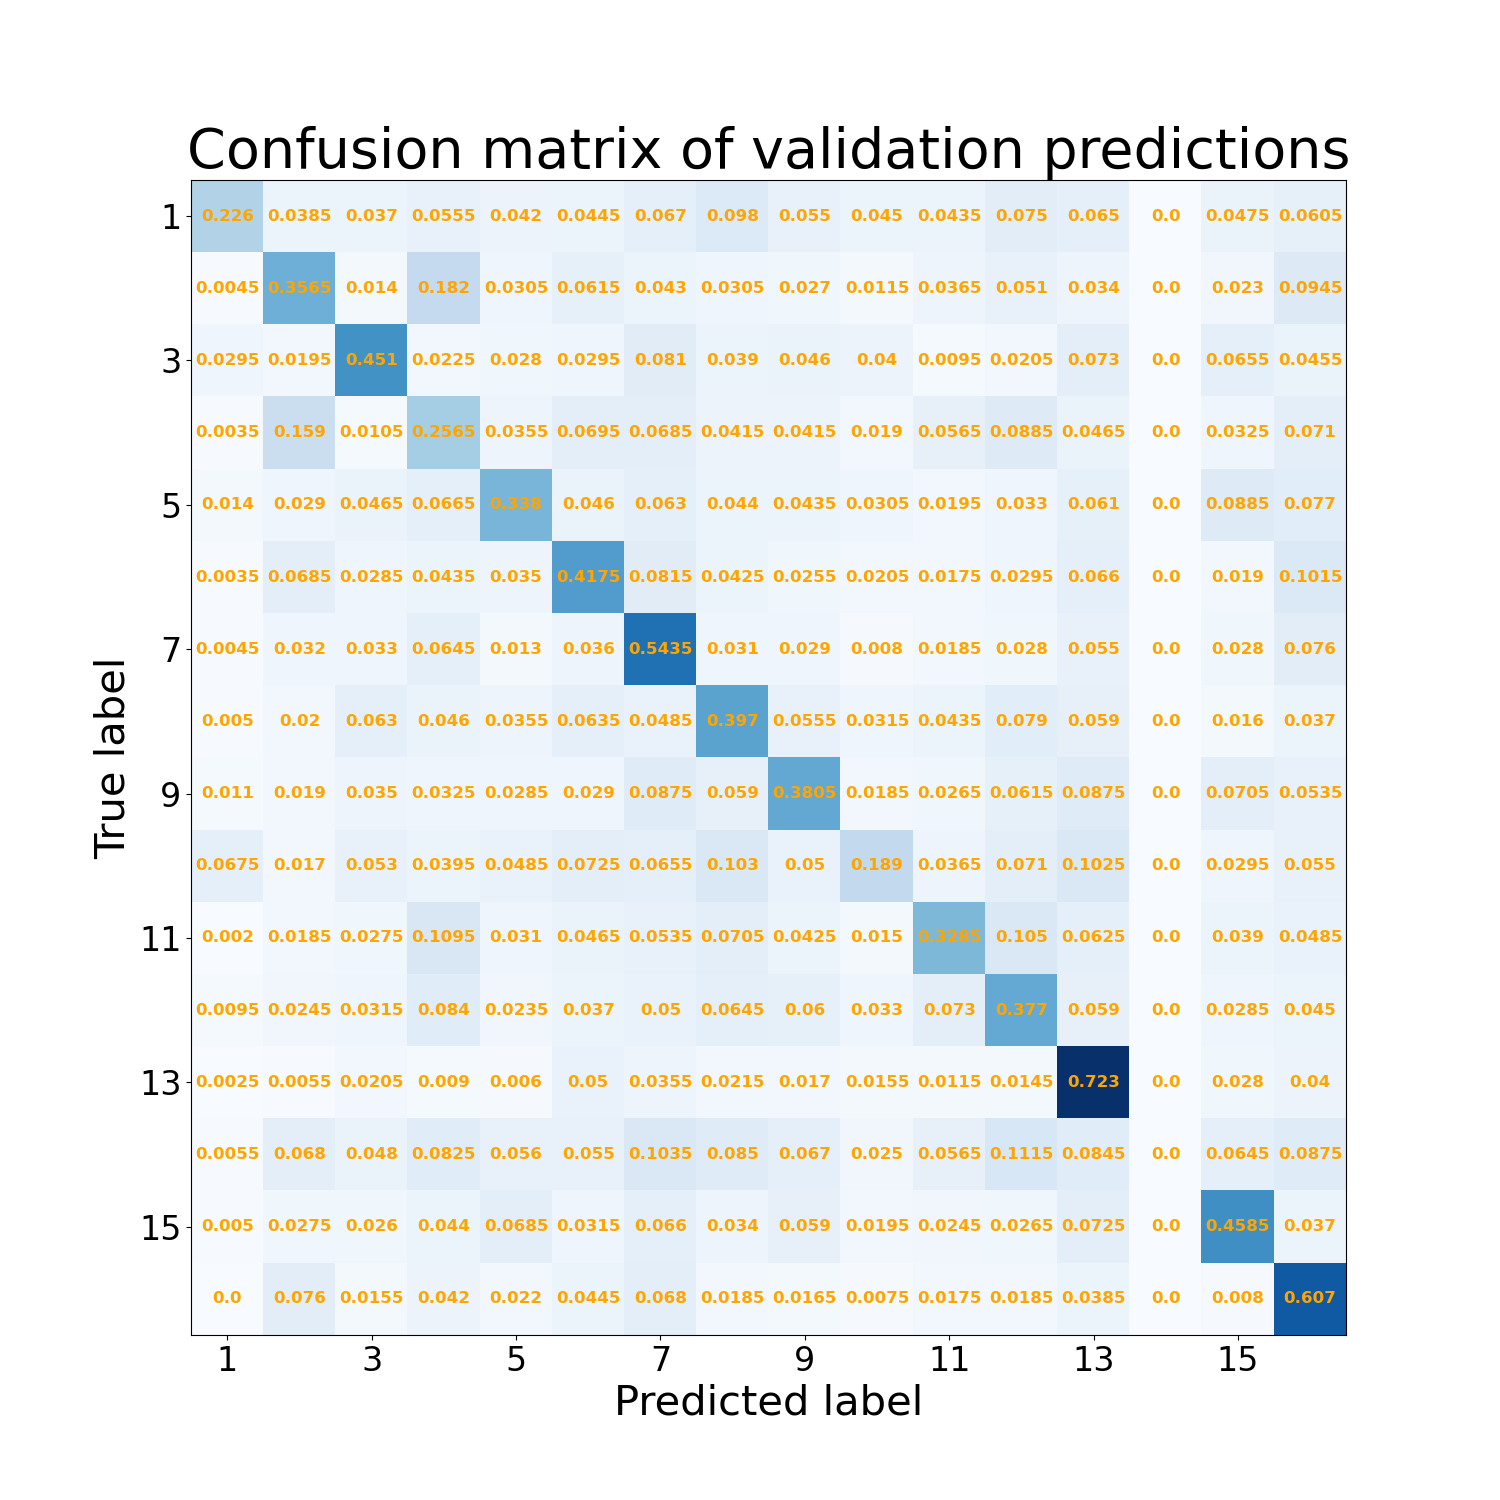 Confusion matrix of validation predictions
1 0.226 0.0385 0.037 0.0555 0.042 0.0445 0.067 0.098 0.055 0.045 0.0435 0.075 0.065 0.0 0.0475 0.0605
0.0045 0.3565 0.014 0.182 0.0305 0.0615 0.043 0.0305 0.027 0.0115 0.0365 0.051 0.034 0.0 0.023 0.0945
3 0.0295 0.0195 0.451 0.0225 0.028 0.0295 0.081 0.039 0.046 0.04 0.0095 0.0205 0.073 0.0 0.0655 0.0455
0.0035 0.159 0.0105 0.2565 0.0355 0.0695 0.0685 0.0415 0.0415 0.019 0.0565 0.0885 0.0465 0.0 0.0325 0.071
5 0.014 0.029 0.0465 0.0665 0.338 0.046 0.063 0.044 0.0435 0.0305 0.0195 0.033 0.061 0.0 0.0885 0.077
0.0035 0.0685 0.0285 0.0435 0.035 0.4175 0.0815 0.0425 0.0255 0.0205 0.0175 0.0295 0.066 0.0 0.019 0.1015
7 0.0045 0.032 0.033 0.0645 0.013 0.036 0.5435 0.031 0.029 0.008 0.0185 0.028 0.055 0.0 0.028 0.076
0.005 0.02 0.063 0.046 0.0355 0.0635 0.0485 0.397 0.0555 0.0315 0.0435 0.079 0.059 0.0 0.016 0.037
9 0.011 0.019 0.035 0.0325 0.0285 0.029 0.0875 0.059 0.3805 0.0185 0.0265 0.0615 0.0875 0.0 0.0705 0.0535
0.0675 0.017 0.053 0.0395 0.0485 0.0725 0.0655 0.103 0.05 0.189 0.0365 0.071 0.1025 0.0 0.0295 0.055
11 0.002 0.0185 0.0275 0.1095 0.031 0.0465 0.0535 0.0705 0.0425 0.015 0.3285 0.105 0.0625 0.0 0.039 0.0485
0.0095 0.0245 0.0315 0.084 0.0235 0.037 0.05 0.0645 0.06 0.033 0.073 0.377 0.059 0.0 0.0285 0.045
13 0.0025 0.0055 0.0205 0.009 0.006 0.05 0.0355 0.0215 0.017 0.0155 0.0115 0.0145 0.723 0.0 0.028 0.04
0.0055 0.068 0.048 0.0825 0.056 0.055 0.1035 0.085 0.067 0.025 0.0565 0.1115 0.0845 0.0 0.0645 0.0875
15 0.005 0.0275 0.026 0.044 0.0685 0.0315 0.066 0.034 0.059 0.0195 0.0245 0.0265 0.0725 0.0 0.4585 0.037
0.0 0.076 0.0155 0.042 0.022 0.0445 0.068 0.0185 0.0165 0.0075 0.0175 0.0185 0.0385 0.0 0.008 0.607
1 3 5 7 9 11 13 15
Predicted label
True label